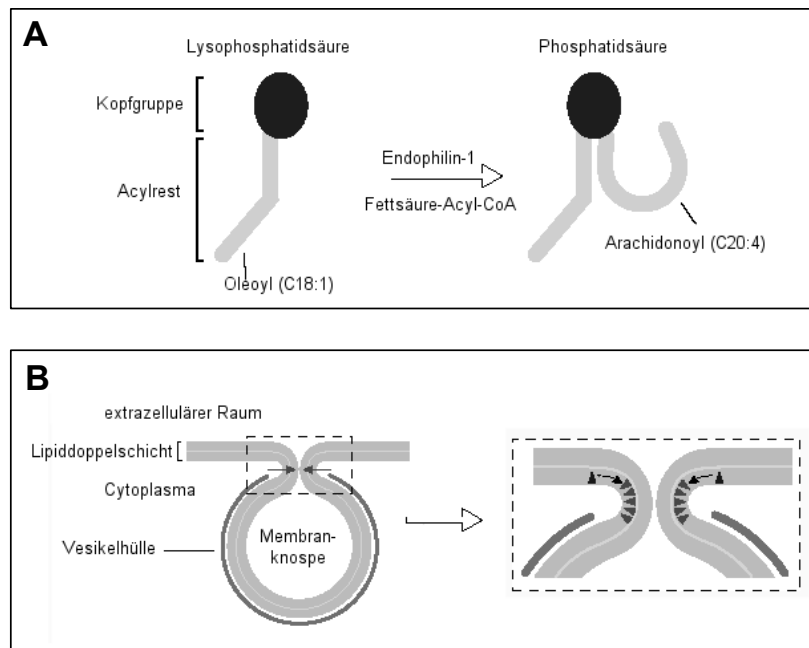 A
Lysophosphatidsäure
Phosphatidsäure
Kopfgruppe
Endophilin-1
Acylrest
Fettsäure-Acyl-CoA
Arachidonoyl (C20:4)
Oleoyl (C18:1)
B
extrazellulärer Raum
Lipiddoppelschicht
Cytoplasma
Vesikelhülle
Membran-
knospe